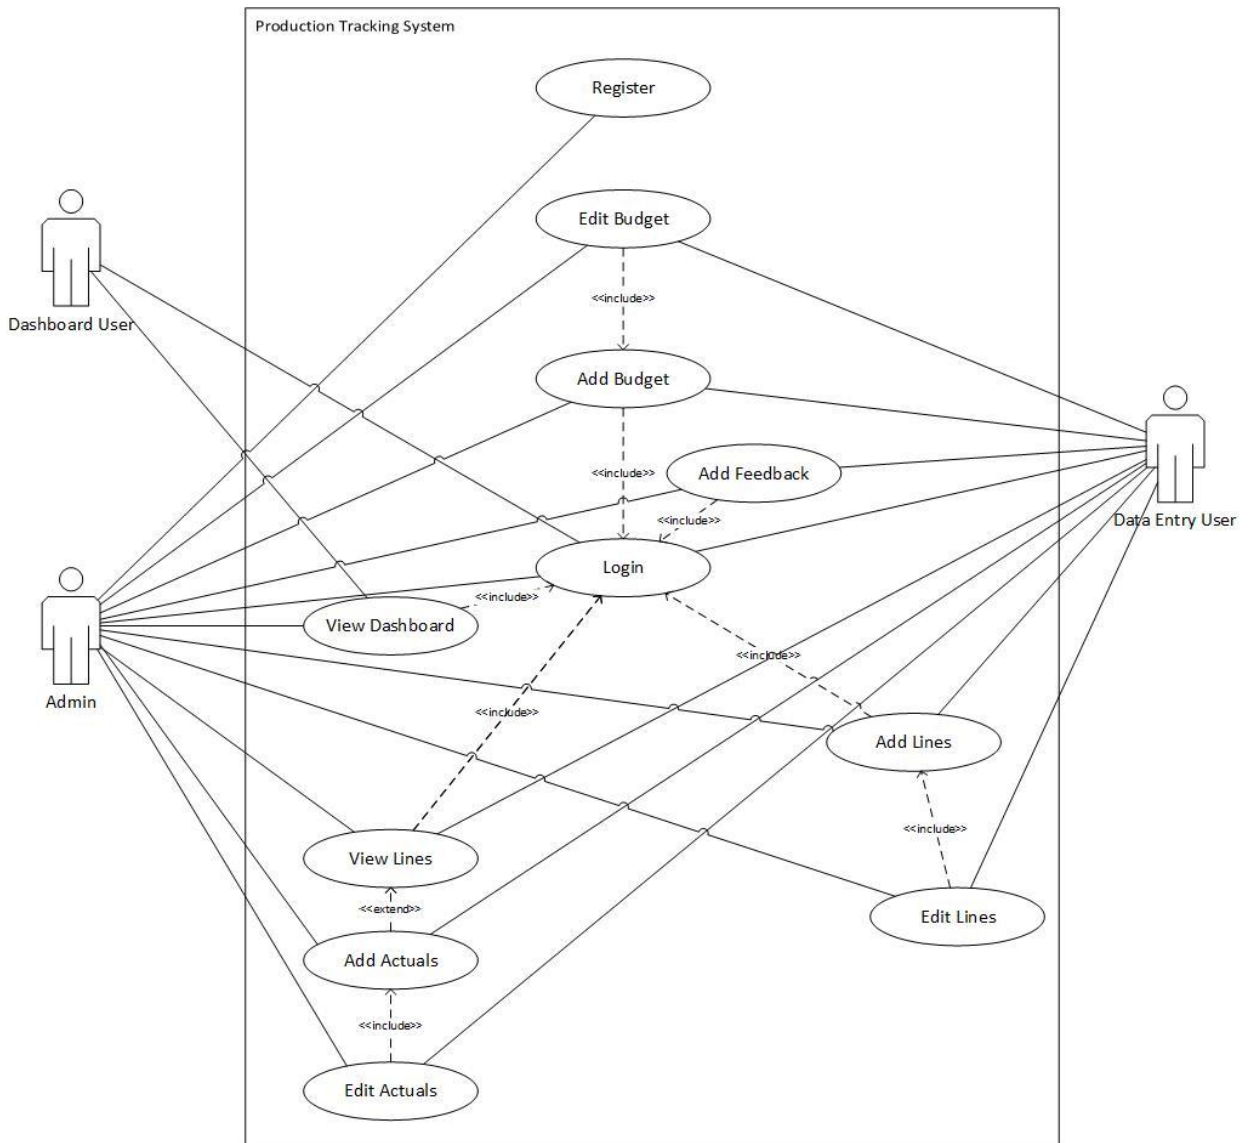 Production Tracking System
Register
Edit Budget
<<include>>
Dashboard User
Add Budget
<<include>>
Add Feedback
<<include>>
Data Entry User
Login
<<include>>
View Dashboard
<<include>>
Admin
<<include>>
Add Lines
<<include>>
View Lines
<<extend>>
Edit Lines
Add Actuals
<<include>>
Edit Actuals